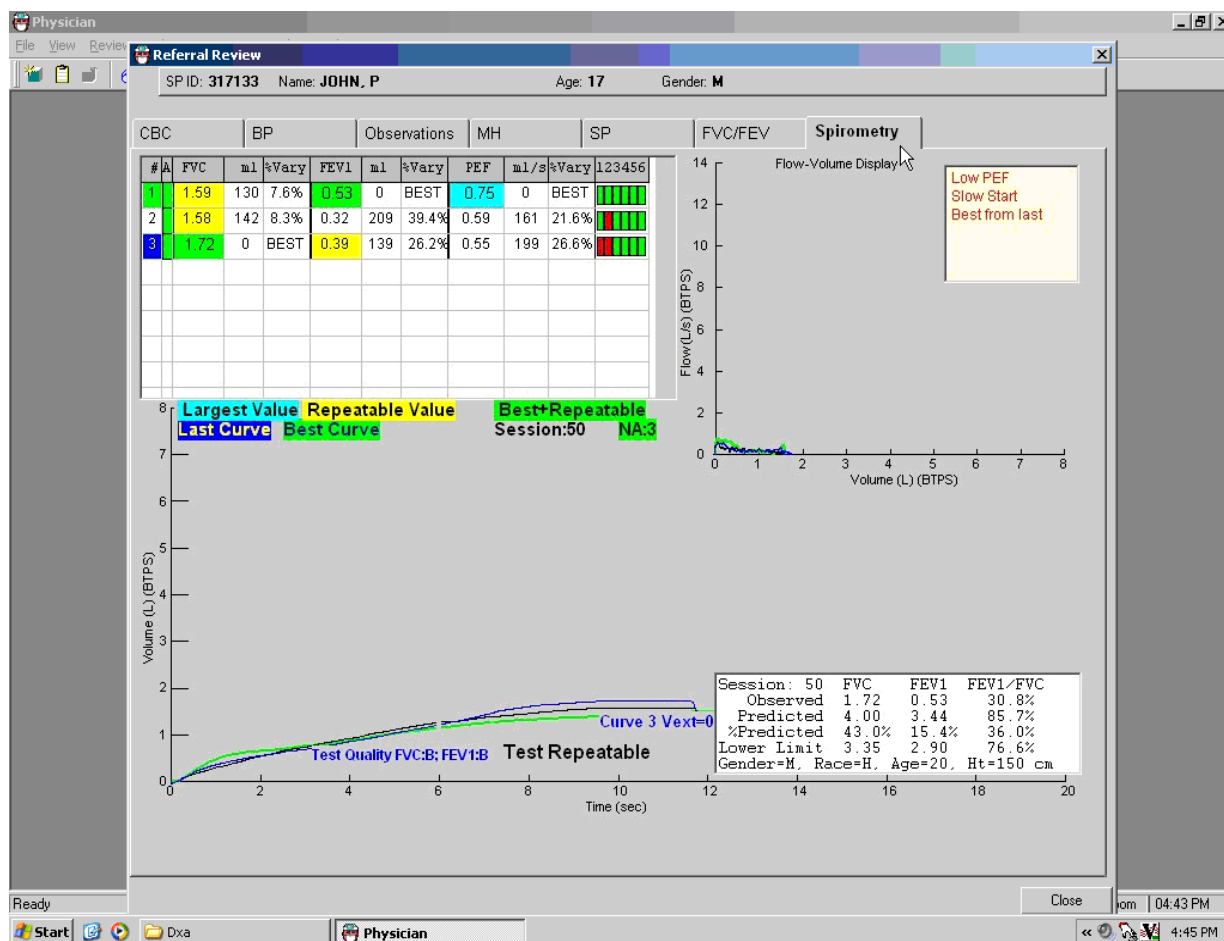 Physician
File View Review
Referral Review
SP ID: 317133 Name: JOHN, P Age: 17 Gender: M
CBC BP Observations MH SP FVC/FEV Spirometry
# A FVC ml %Vary FEV1 ml %Vary PEF ml/s %Vary 123456
1 1.59 130 7.6% 0.53 0 BEST 0.75 0 BEST
2 1.58 142 8.3% 0.32 209 39.4% 0.59 161 21.6%
3 1.72 0 BEST 0.39 139 26.2% 0.55 199 26.6%
Largest Value Repeatable Value Best+Repeatable
Last Curve Best Curve Session:50 NA:3
Flow-Volume Display
Low PEF
Slow Start
Best from last
14
12
10
8
6
4
2
0
Flow(L/s) (BTPS)
0 1 2 3 4 5 6 7 8
Volume (L) (BTPS)
8
7
6
5
4
3
2
1
0
Volume (L) (BTPS)
Curve 3 Vext=0
Test Quality FVC:B; FEV1:B Test Repeatable
0 2 4 6 8 10 12 14 16 18 20
Time (sec)
Session: 50 FVC FEV1 FEV1/FVC
Observed 1.72 0.53 30.8%
Predicted 4.00 3.44 85.7%
%Predicted 43.0% 15.4% 36.0%
Lower Limit 3.35 2.90 76.6%
Gender=M, Race=H, Age=20, Ht=150 cm
Close
Ready 04:43 PM
Start Dxa Physician 4:45 PM